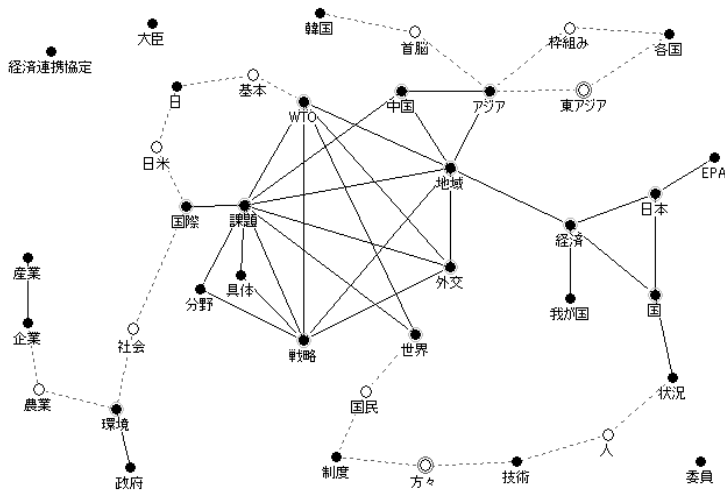 韓国
大臣
首脳
枠組み
各国
経済連携協定
日
基本
WTO
中国
アジア
東アジア
日米
EPA
地域
国際
課題
日本
経済
産業
分野
具体
外交
我が国
国
企業
社会
戦略
世界
農業
国民
状況
環境
人
政府
制度
方々
技術
委員